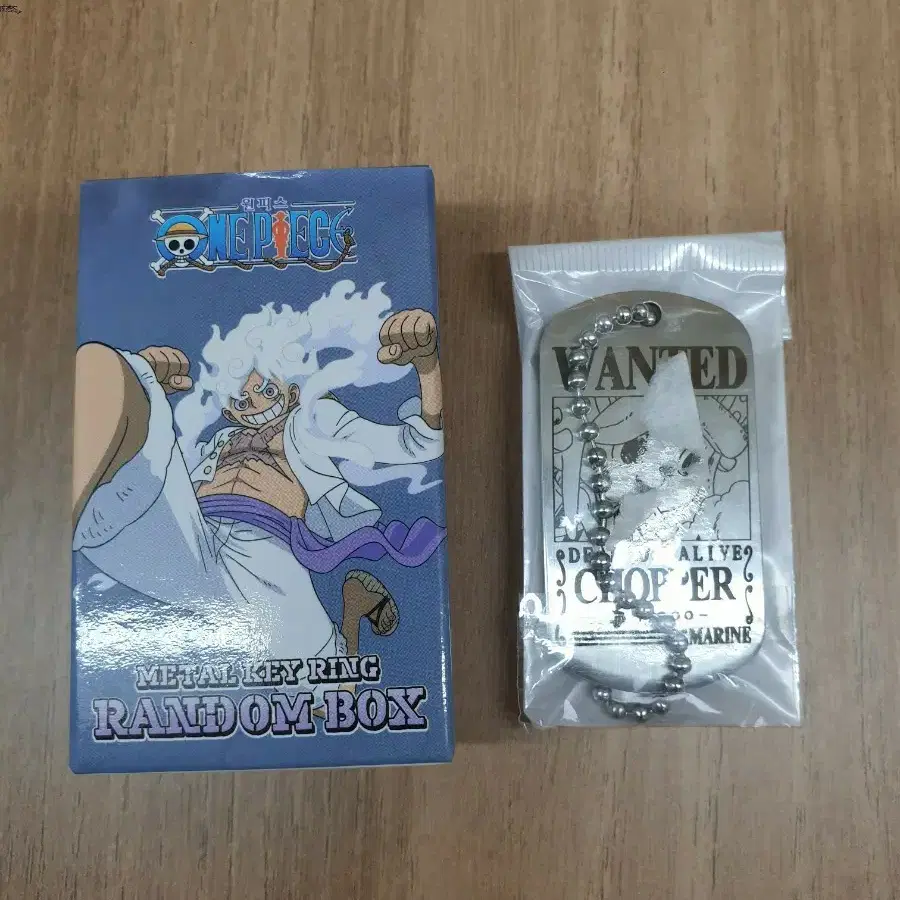 원피스
ONE PIECE
METAL KEY RING
RANDOM BOX
WANTED
ALIVE
CHOPPER
MARINE